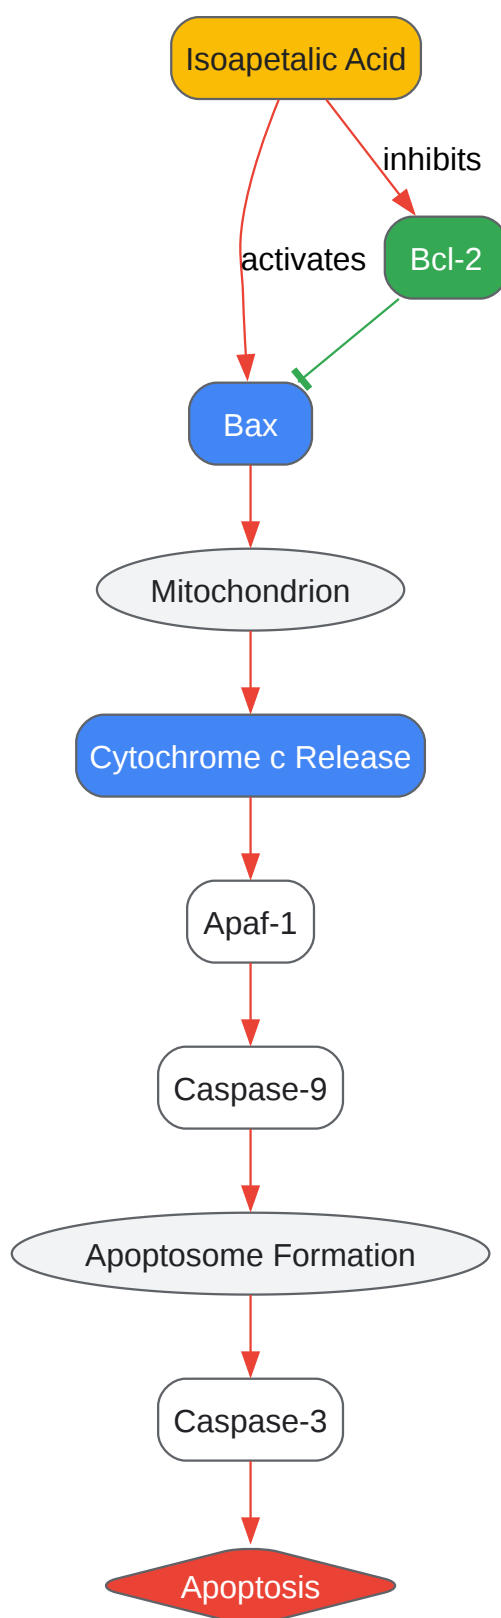 Isoapetalic Acid
inhibits
activates
Bcl-2
Bax
Mitochondrion
Cytochrome c Release
Apaf-1
Caspase-9
Apoptosome Formation
Caspase-3
Apoptosis